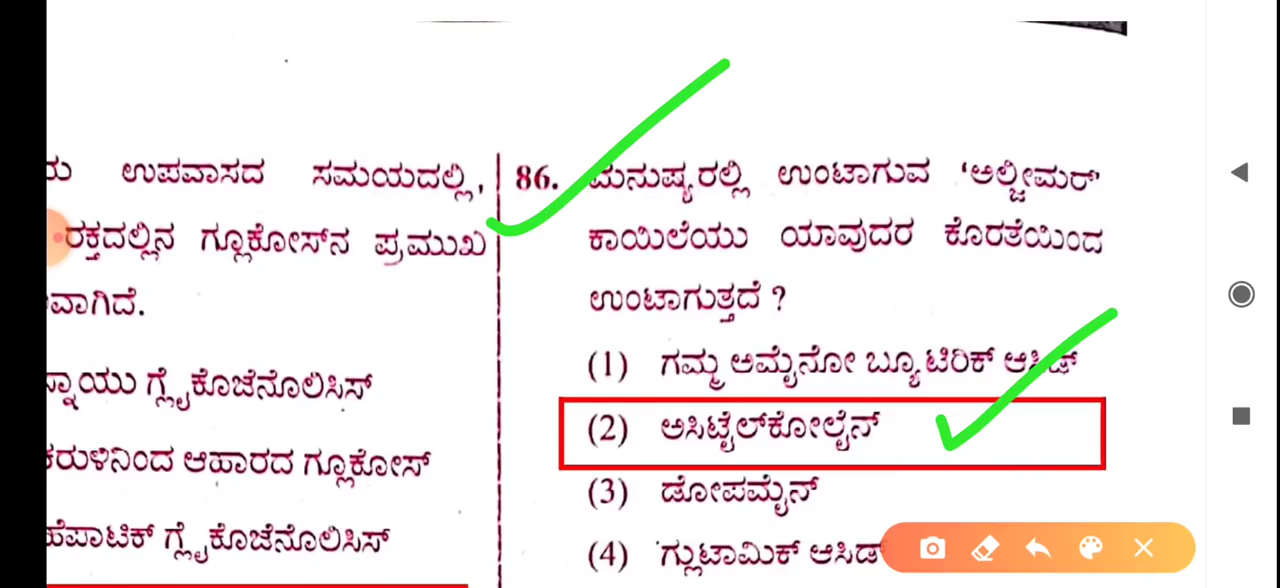 ಉಪವಾಸದ ಸಮಯದಲ್ಲಿ,
ರಕ್ತದಲ್ಲಿನ ಗ್ಲೂಕೋಸ್‌ನ ಪ್ರಮುಖ
ವಾಗಿದೆ.
ಸ್ನಾಯು ಗ್ಲೈಕೊಜೆನೊಲಿಸಿಸ್
ಕರುಳಿನಿಂದ ಆಹಾರದ ಗ್ಲೂಕೋಸ್
ಹೆಪಾಟಿಕ್ ಗ್ಲೈಕೊಜೆನೊಲಿಸಿಸ್
86. ಮನುಷ್ಯರಲ್ಲಿ ಉಂಟಾಗುವ ‘ಅಲ್ಜೀಮರ್’
ಕಾಯಿಲೆಯು ಯಾವುದರ ಕೊರತೆಯಿಂದ
ಉಂಟಾಗುತ್ತದೆ ?
(1) ಗಮ್ಮ ಅಮೈನೋ ಬ್ಯೂಟಿರಿಕ್ ಆಸಿಡ್
(2) ಅಸಿಟೈಲ್‌ಕೋಲೈನ್
(3) ಡೋಪಮೈನ್
(4) ಗ್ಲುಟಾಮಿಕ್ ಆಸಿಡ್